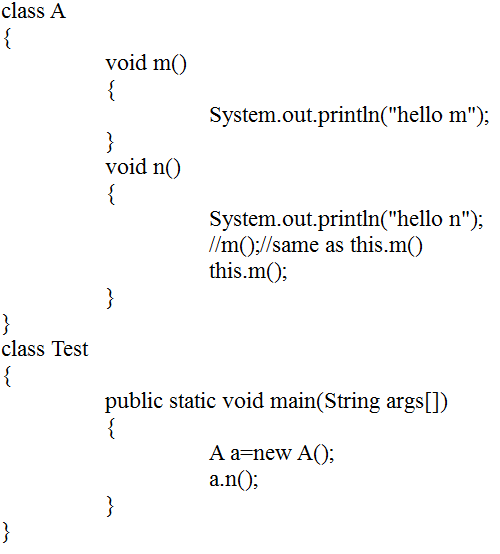 class A
{
void m()
{
System.out.println("hello m");
}
void n()
{
System.out.println("hello n");
//m();//same as this.m()
this.m();
}
}
class Test
{
public static void main(String args[])
{
A a=new A();
a.n();
}
}